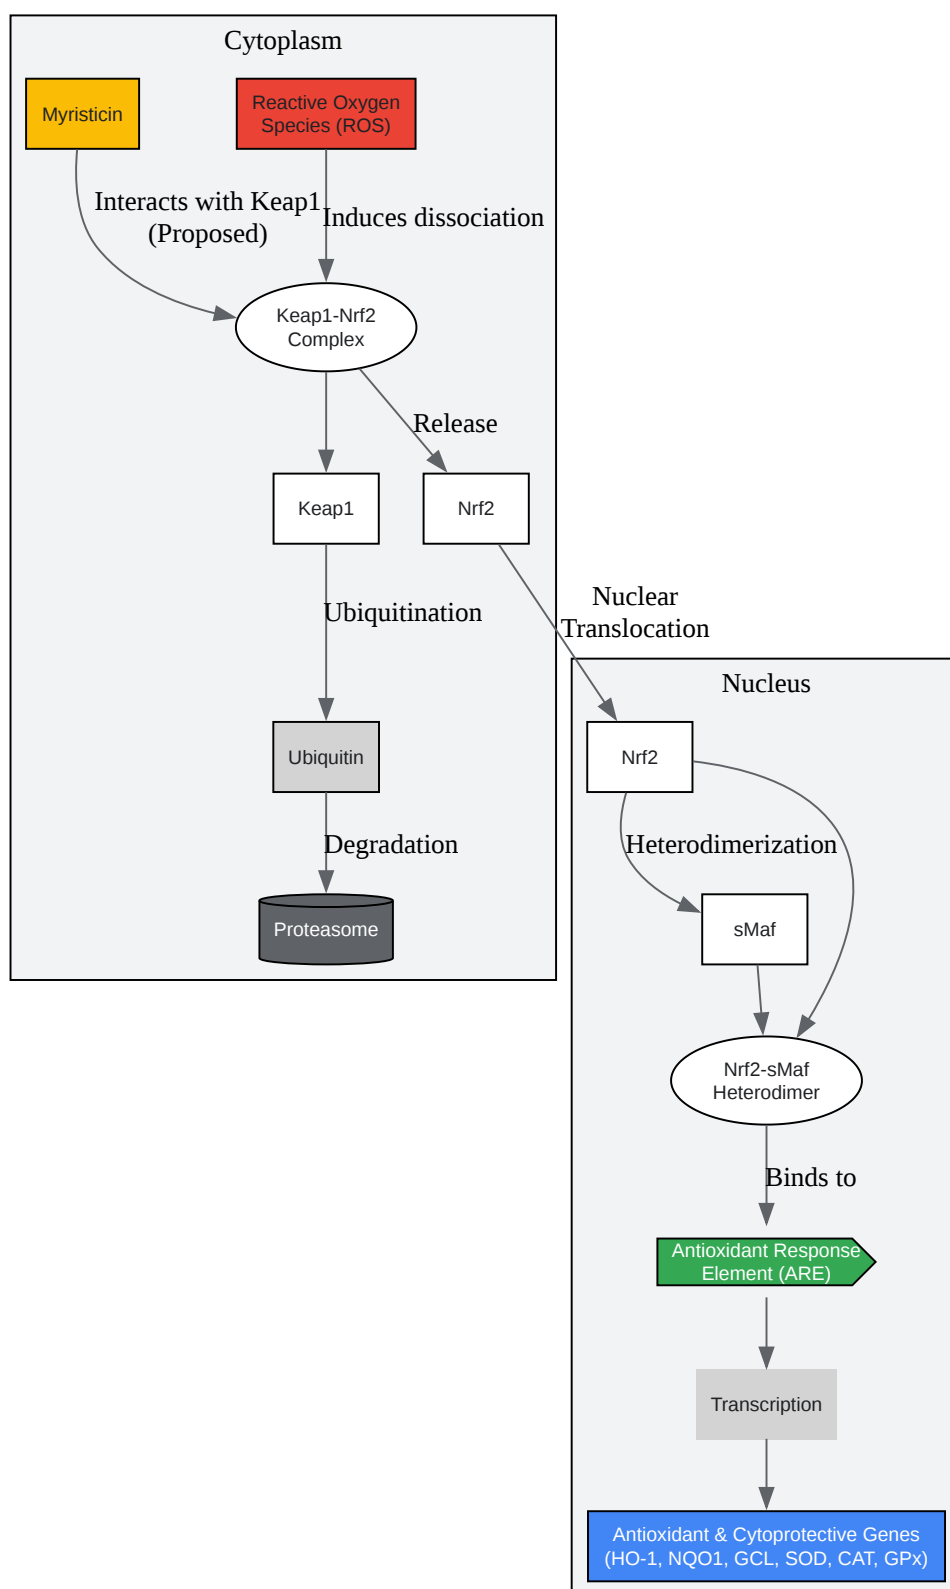 Cytoplasm
Myristicin
Reactive Oxygen
Species (ROS)
Interacts with Keap1
(Proposed)
Induces dissociation
Keap1-Nrf2
Complex
Release
Keap1
Nrf2
Ubiquitination
Nuclear
Translocation
Nucleus
Ubiquitin
Nrf2
Degradation
Heterodimerization
Proteasome
sMaf
Nrf2-sMaf
Heterodimer
Binds to
Antioxidant Response
Element (ARE)
Transcription
Antioxidant & Cytoprotective Genes
(HO-1, NQO1, GCL, SOD, CAT, GPx)